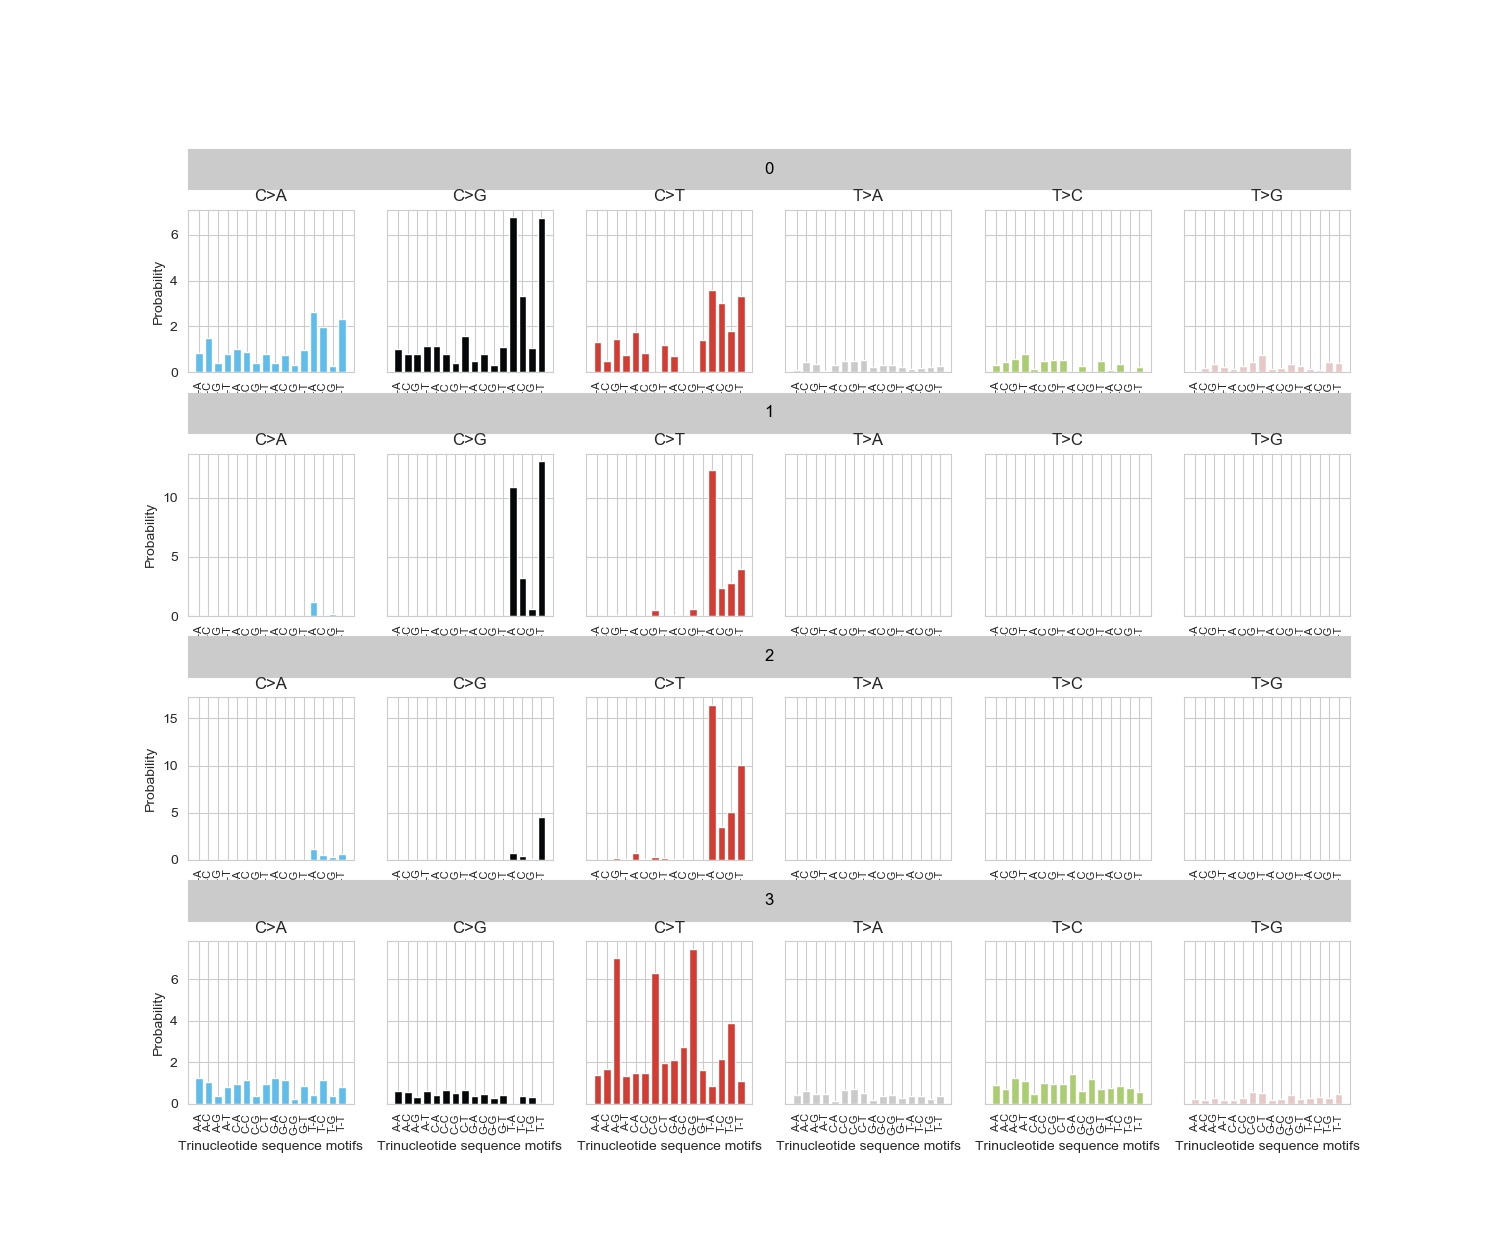 0
C>A C>G C>T T>A T>C T>G
Probability
6
4
2
0
-A -C -G -T -A -C -G -T -A -C -G -T -A -C -G -T
1
C>A C>G C>T T>A T>C T>G
Probability
10
5
0
2
C>A C>G C>T T>A T>C T>G
Probability
15
10
5
0
3
C>A C>G C>T T>A T>C T>G
Probability
6
4
2
0
A-A A-C A-G A-T C-A C-C C-G C-T G-A G-C G-G G-T T-A T-C T-G T-T
A-A A-C A-G A-T C-A C-C C-G C-T G-A G-C G-G G-T T-A T-C T-G T-T
A-A A-C A-G A-T C-A C-C C-G C-T G-A G-C G-G G-T T-A T-C T-G T-T
A-A A-C A-G A-T C-A C-C C-G C-T G-A G-C G-G G-T T-A T-C T-G T-T
A-A A-C A-G A-T C-A C-C C-G C-T G-A G-C G-G G-T T-A T-C T-G T-T
A-A A-C A-G A-T C-A C-C C-G C-T G-A G-C G-G G-T T-A T-C T-G T-T
Trinucleotide sequence motifs Trinucleotide sequence motifs Trinucleotide sequence motifs Trinucleotide sequence motifs Trinucleotide sequence motifs Trinucleotide sequence motifs